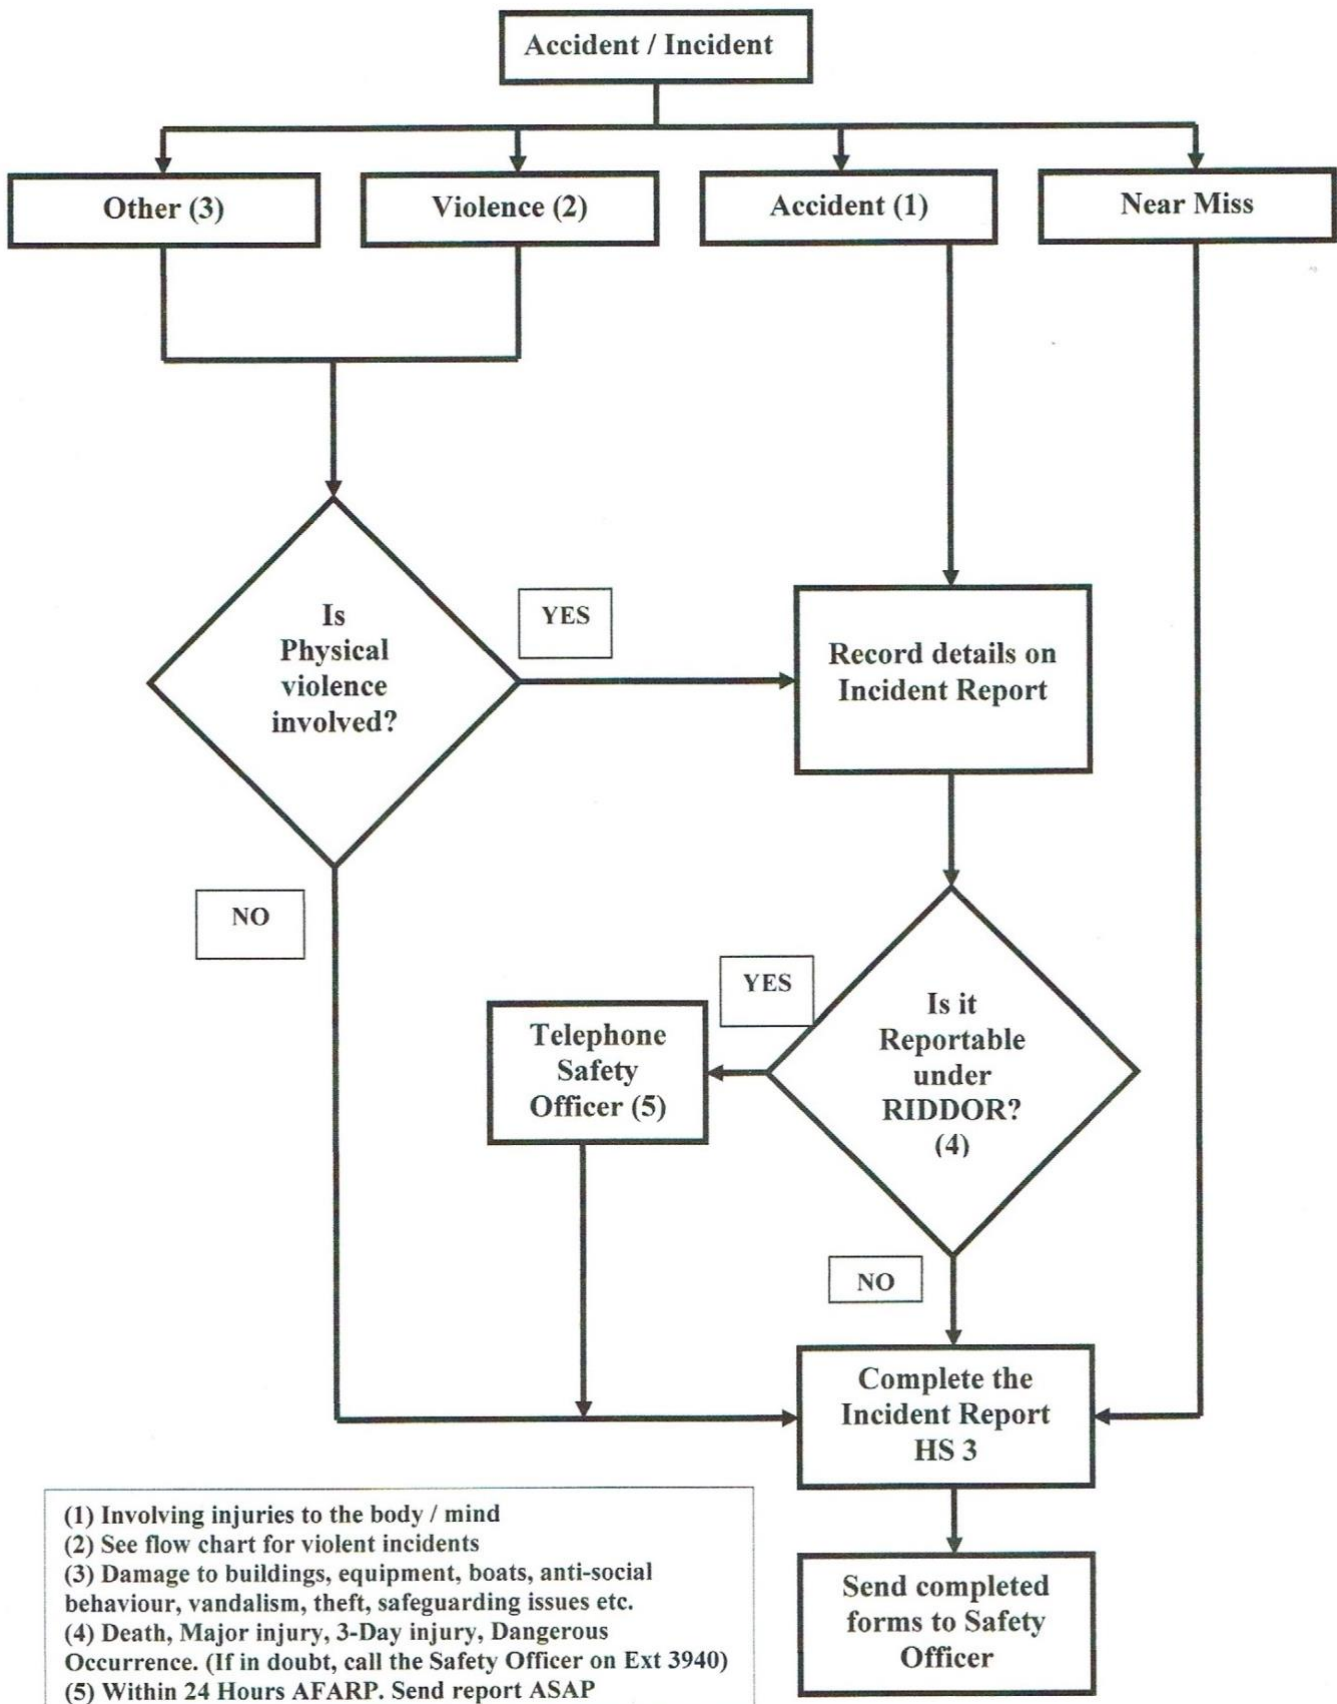 Accident / Incident
Other (3)
Violence (2)
Accident (1)
Near Miss
Is
Physical
violence
involved?
YES
Record details on
Incident Report
NO
YES
Telephone
Safety
Officer (5)
Is it
Reportable
under
RIDDOR?
(4)
NO
Complete the
Incident Report
HS 3
Send completed
forms to Safety
Officer
(1) Involving injuries to the body / mind
(2) See flow chart for violent incidents
(3) Damage to buildings, equipment, boats, anti-social
behaviour, vandalism, theft, safeguarding issues etc.
(4) Death, Major injury, 3-Day injury, Dangerous
Occurrence. (If in doubt, call the Safety Officer on Ext 3940)
(5) Within 24 Hours AFARP. Send report ASAP